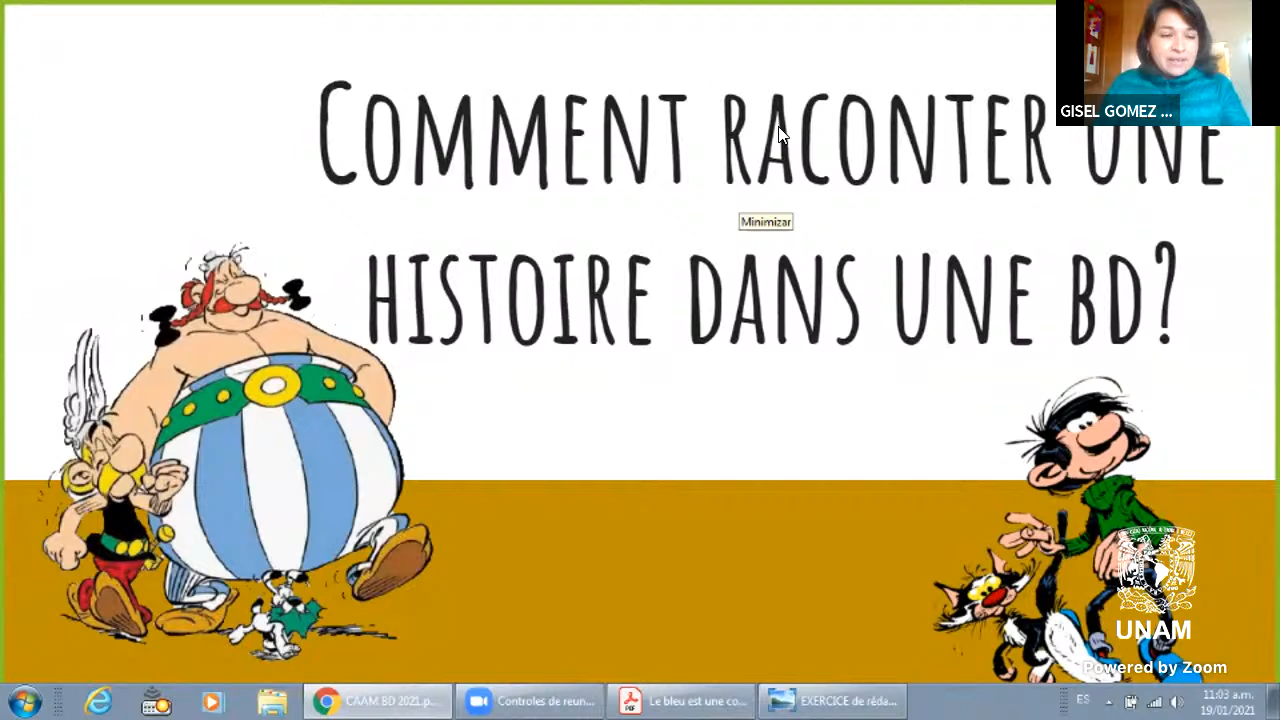 COMMENT RACONTER UNE
HISTOIRE DANS UNE BD?
GISEL GOMEZ ...
Minimizar
UNAM
Powered by Zoom
CAAM BD 2021.p...
Controles de reun...
Le bleu est une co...
EXERCICE de réda...
ES
11:03 a.m.
19/01/2021